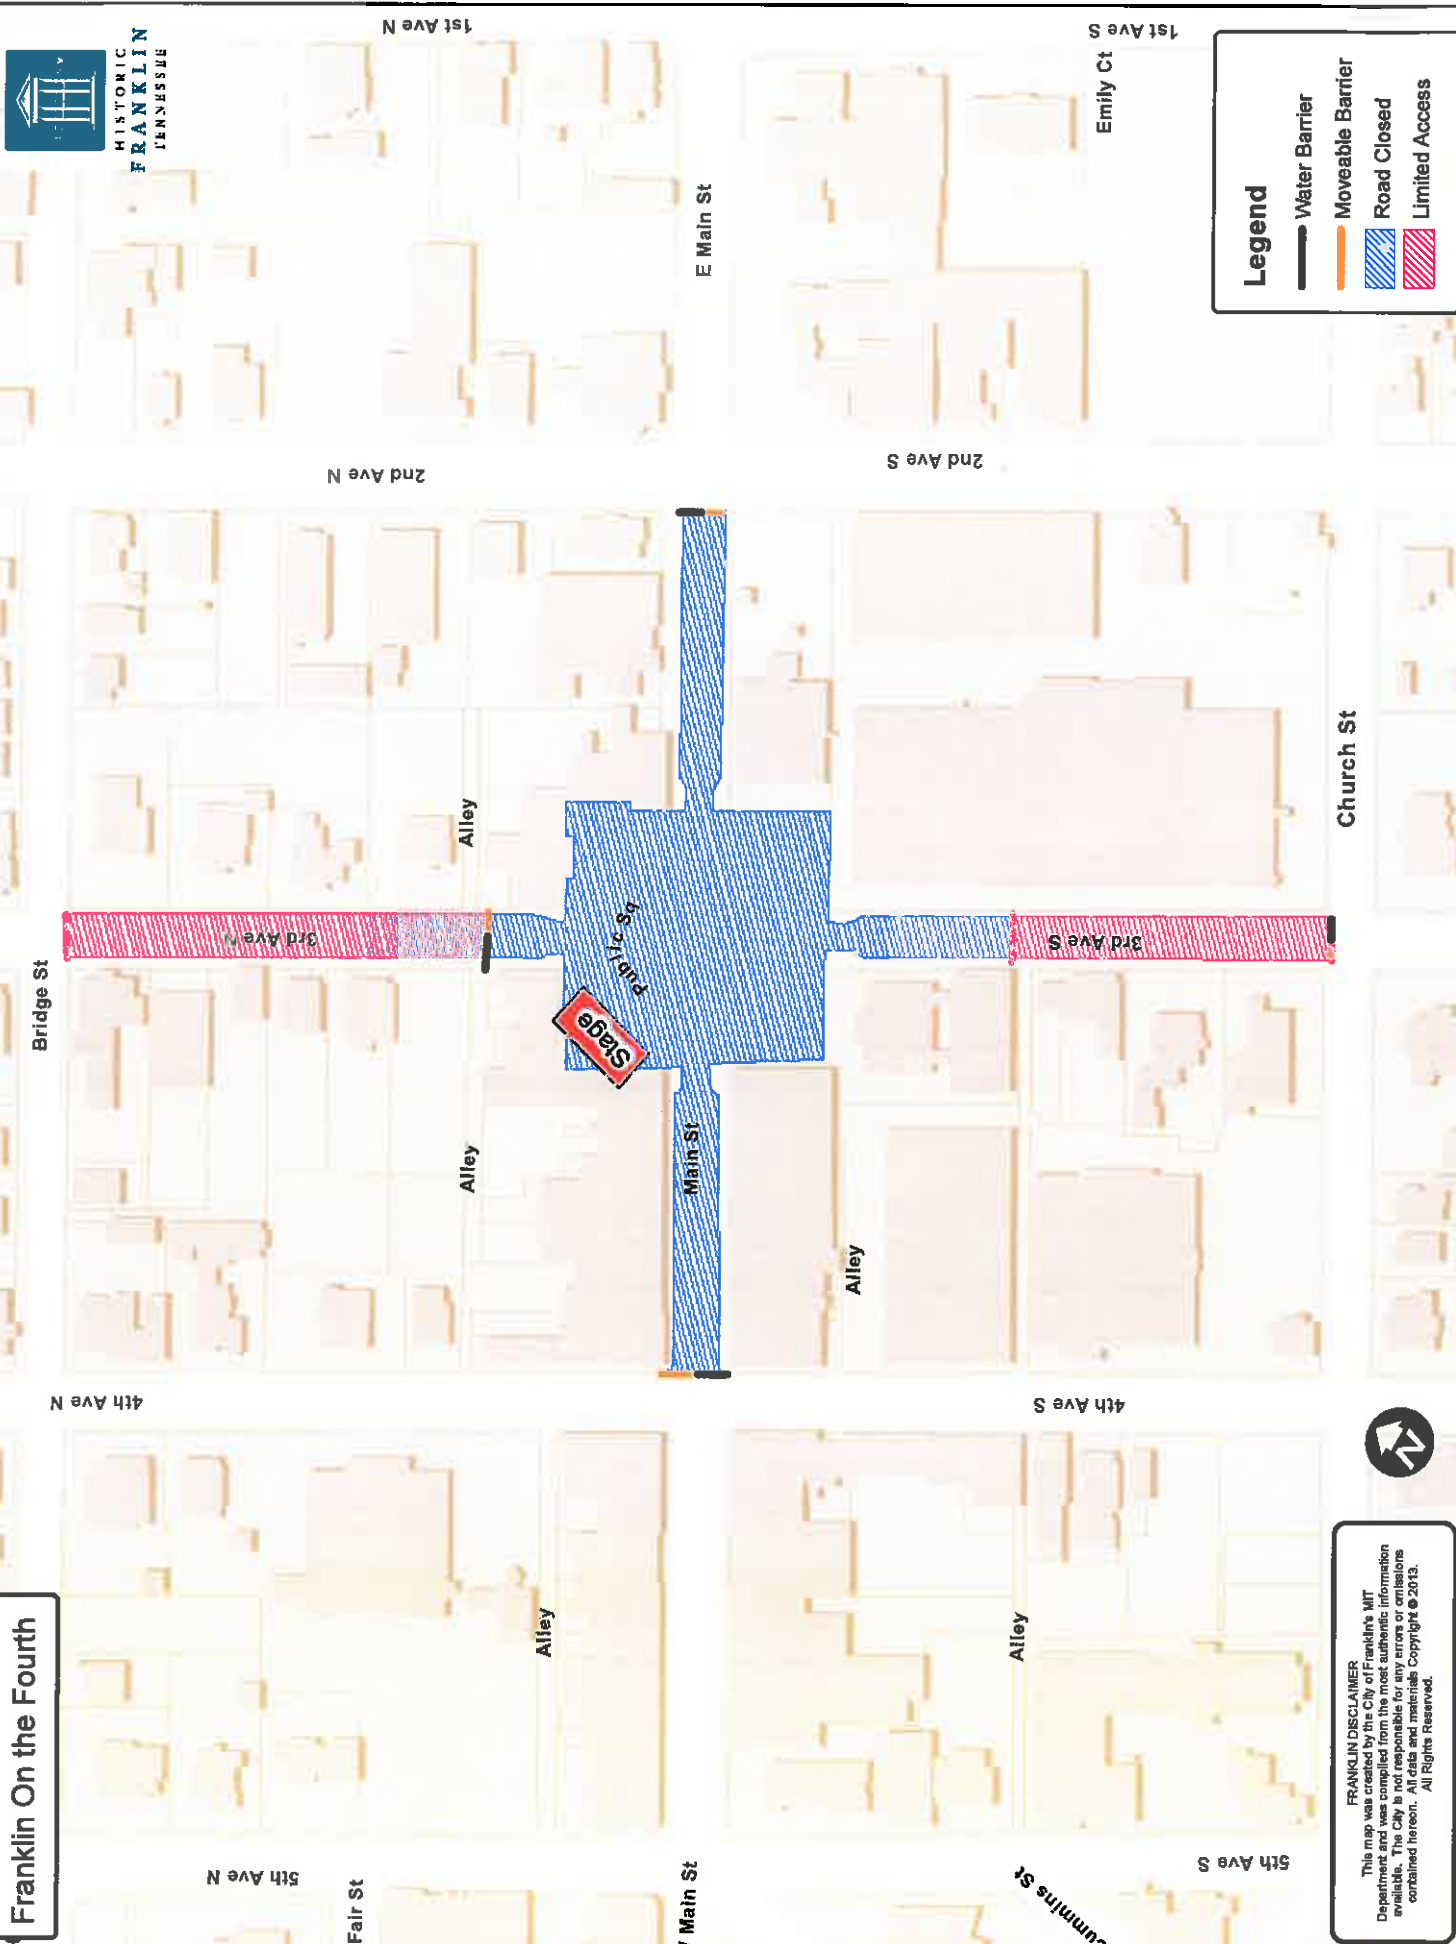 Franklin On the Fourth
HISTORIC
FRANKLIN
TENNESSEE
Bridge St
1st Ave N
2nd Ave N
3rd Ave N
4th Ave N
5th Ave N
Fair St
Alley
Alley
Alley
Public Sq
Stage
E Main St
Main St
Main St
Alley
Alley
1st Ave S
Emily Ct
2nd Ave S
3rd Ave S
4th Ave S
5th Ave S
Church St
Legend
Water Barrier
Moveable Barrier
Road Closed
Limited Access
N
FRANKLIN DISCLAIMER
This map was created by the City of Franklin's MIT
Department and was compiled from the most authentic information
available. The City is not responsible for any errors or omissions
contained hereon. All data and materials Copyright © 2013.
All Rights Reserved.